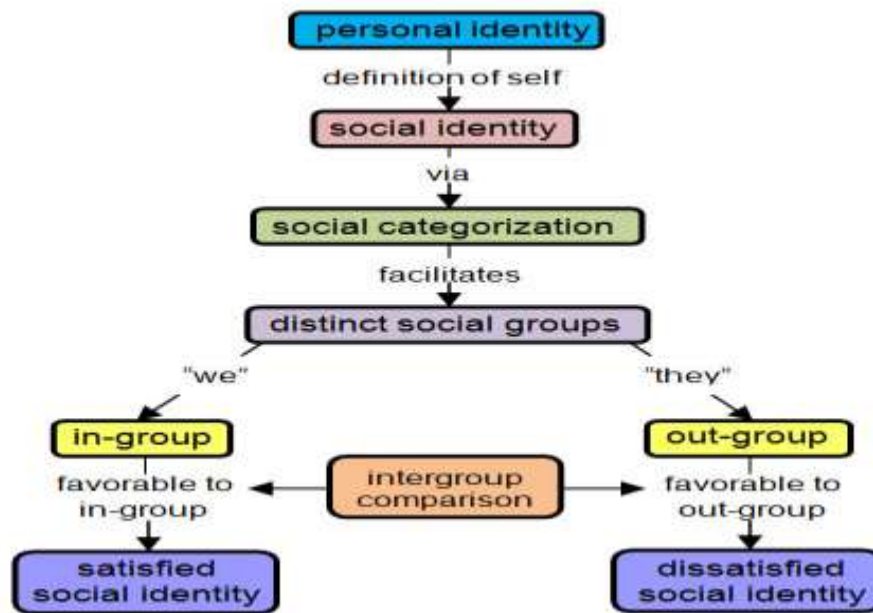 personal identity
definition of self
social identity
via
social categorization
facilitates
distinct social groups
"we"
"they"
in-group
out-group
favorable to
in-group
intergroup
comparison
favorable to
out-group
satisfied
social identity
dissatisfied
social identity